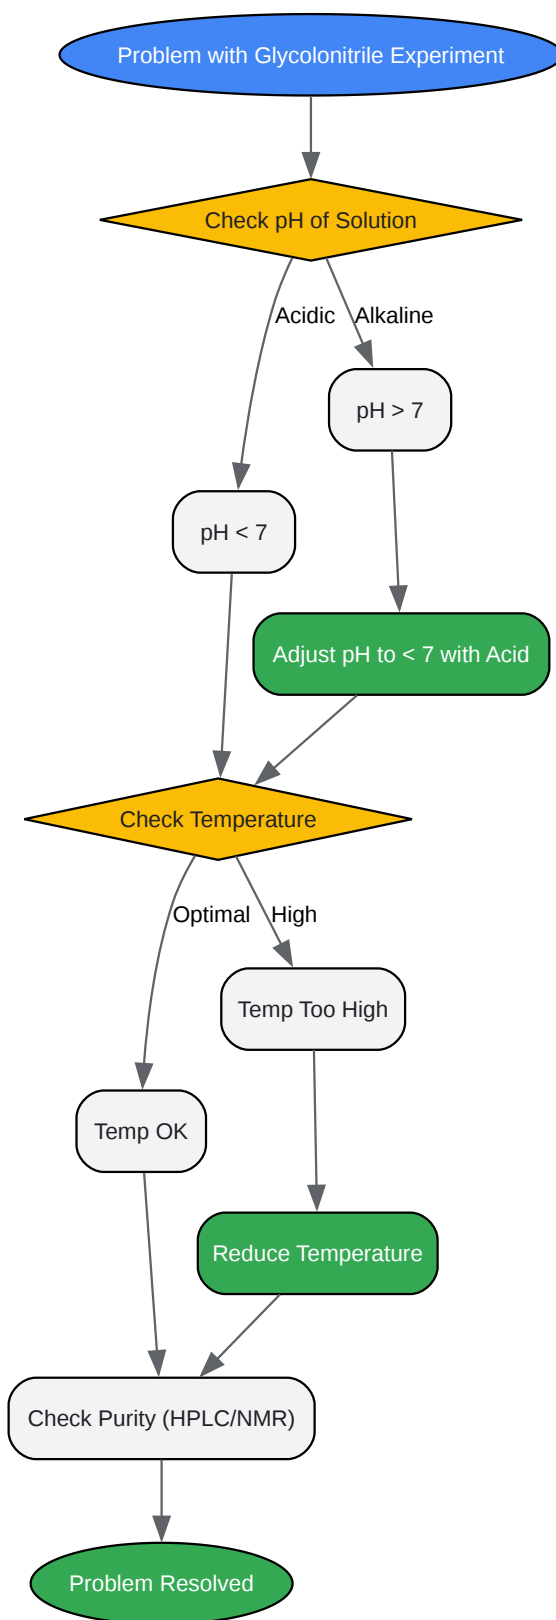 Problem with Glycolonitrile Experiment
Check pH of Solution
Acidic
Alkaline
pH > 7
pH < 7
Adjust pH to < 7 with Acid
Check Temperature
Optimal
High
Temp Too High
Temp OK
Reduce Temperature
Check Purity (HPLC/NMR)
Problem Resolved